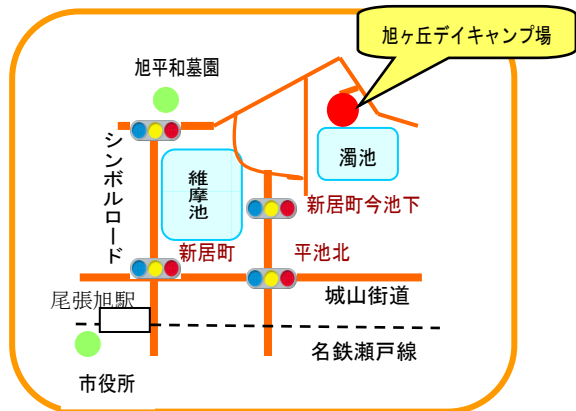 旭ヶ丘デイキャンプ場
旭平和墓園
シンボルロード
維摩池
濁池
新居町今池下
新居町
平池北
城山街道
尾張旭駅
名鉄瀬戸線
市役所